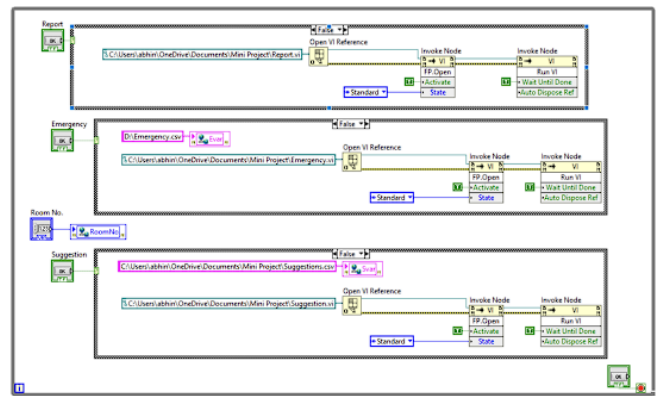 Report
False
Open VI Reference
C:\Users\abhin\OneDrive\Documents\Mini Project\Report.vi
Invoke Node
VI
FP.Open
Activate
State
Standard
Invoke Node
VI
Run VI
Wait Until Done
Auto Dispose Ref
Emergency
OK
False
D:\Emergency.csv
Evar
C:\Users\abhin\OneDrive\Documents\Mini Project\Emergency.vi
Open VI Reference
Invoke Node
VI
FP.Open
Activate
State
Standard
Invoke Node
VI
Run VI
Wait Until Done
Auto Dispose Ref
Room No.
RoomNo
Suggestion
OK
False
C:\Users\abhin\OneDrive\Documents\Mini Project\Suggestions.csv
Svar
Open VI Reference
C:\Users\abhin\OneDrive\Documents\Mini Project\Suggestion.vi
Invoke Node
VI
FP.Open
Activate
State
Standard
Invoke Node
VI
Run VI
Wait Until Done
Auto Dispose Ref
i